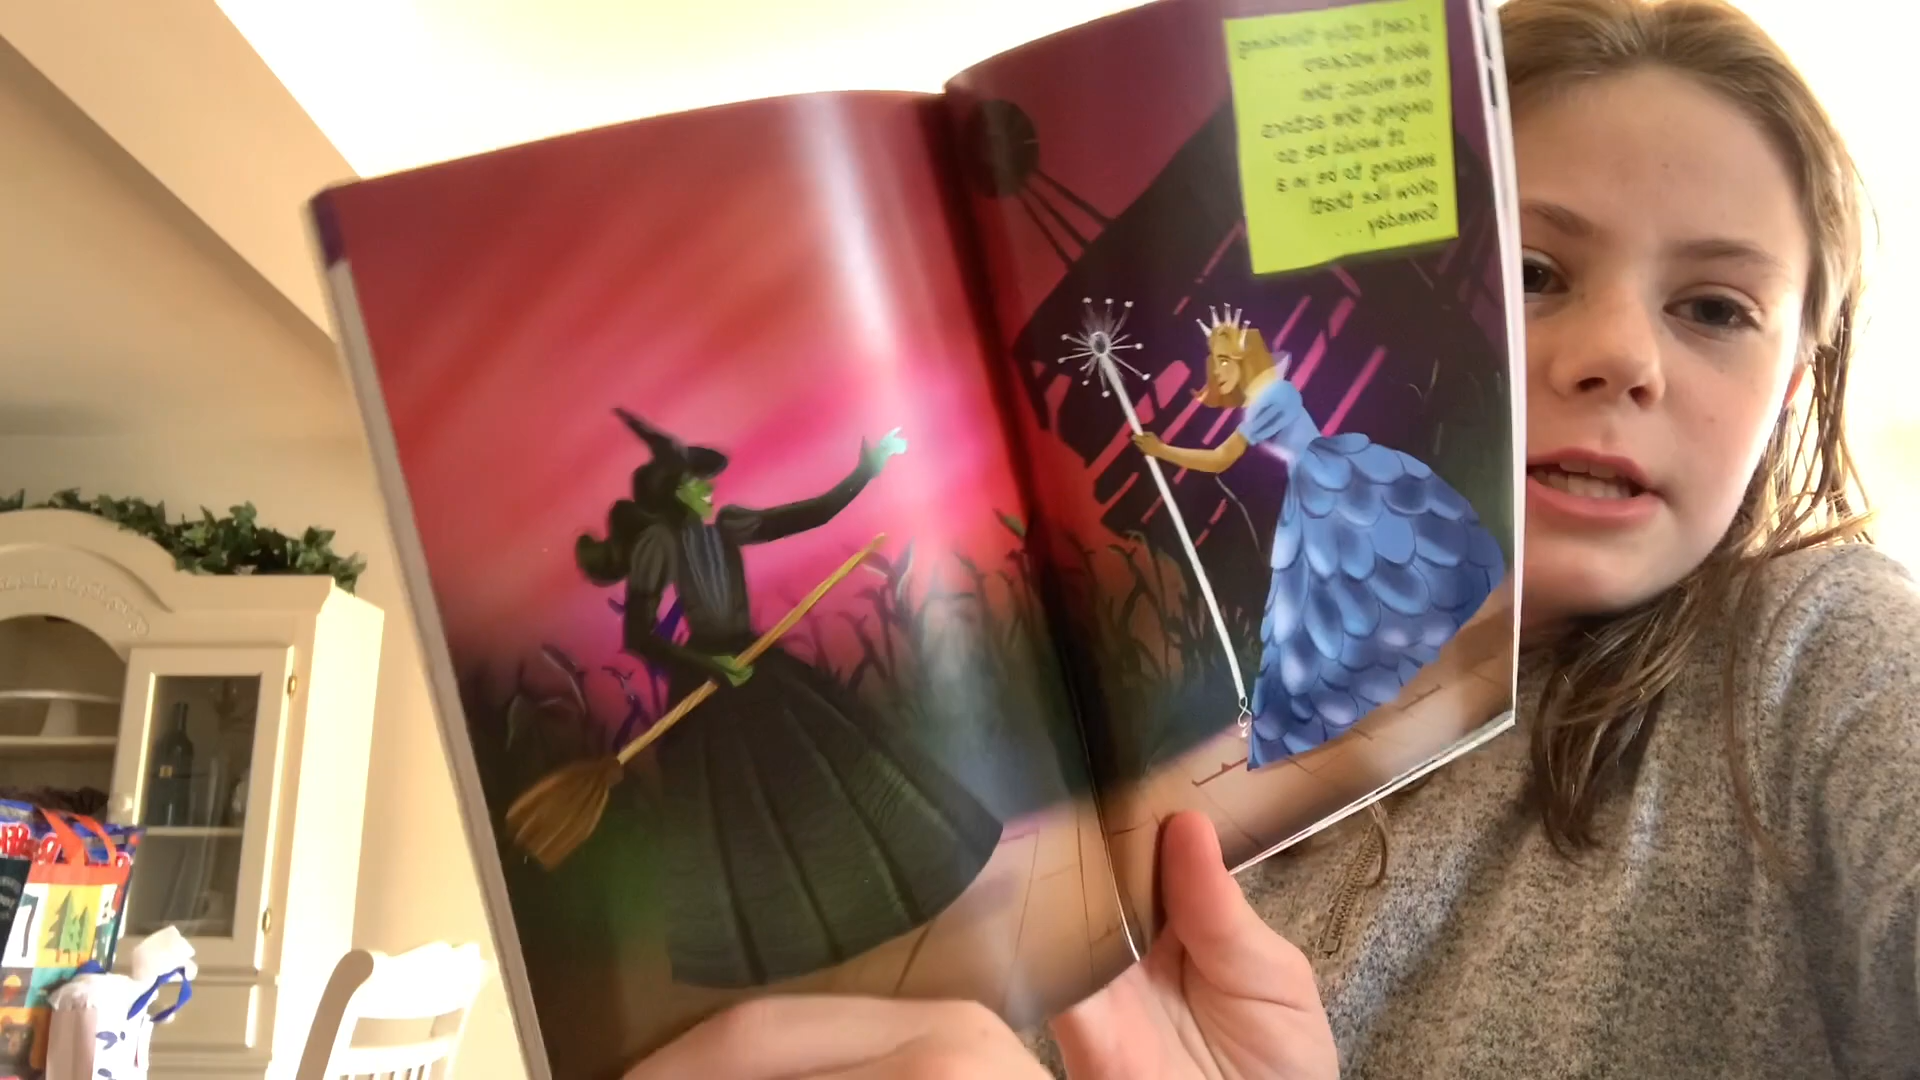 I can't stop thinking
about WICKED . . .
the music, the
singing, the actors
. . . it would be so
amazing to be in a
show like that!
Someday . . .